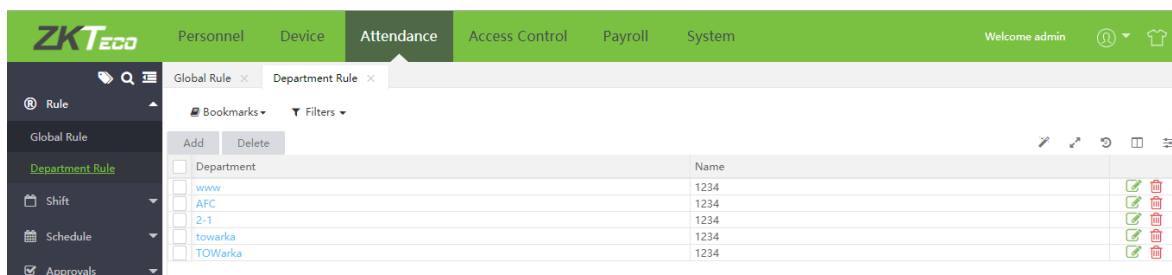 ZKTeco Personnel Device Attendance Access Control Payroll System Welcome admin
Global Rule × Department Rule ×
Rule
Bookmarks Filters
Global Rule
Add Delete
Department Rule
Department Name
www 1234
Shift
AFC 1234
2-1 1234
Schedule
towarka 1234
TOWarka 1234
Approvals